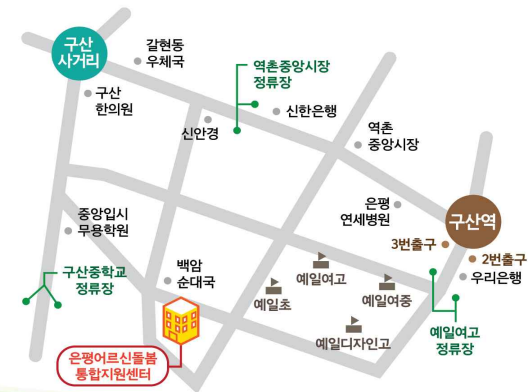 구산
사거리
갈현동
우체국
역촌중앙시장
정류장
구산
한의원
신안경
신한은행
역촌
중앙시장
은평
연세병원
구산역
3번출구
2번출구
우리은행
중앙입시
무용학원
구산중학교
정류장
백암
순대국
예일초
예일여고
예일여중
예일디자인고
예일여고
정류장
은평어르신돌봄
통합지원센터